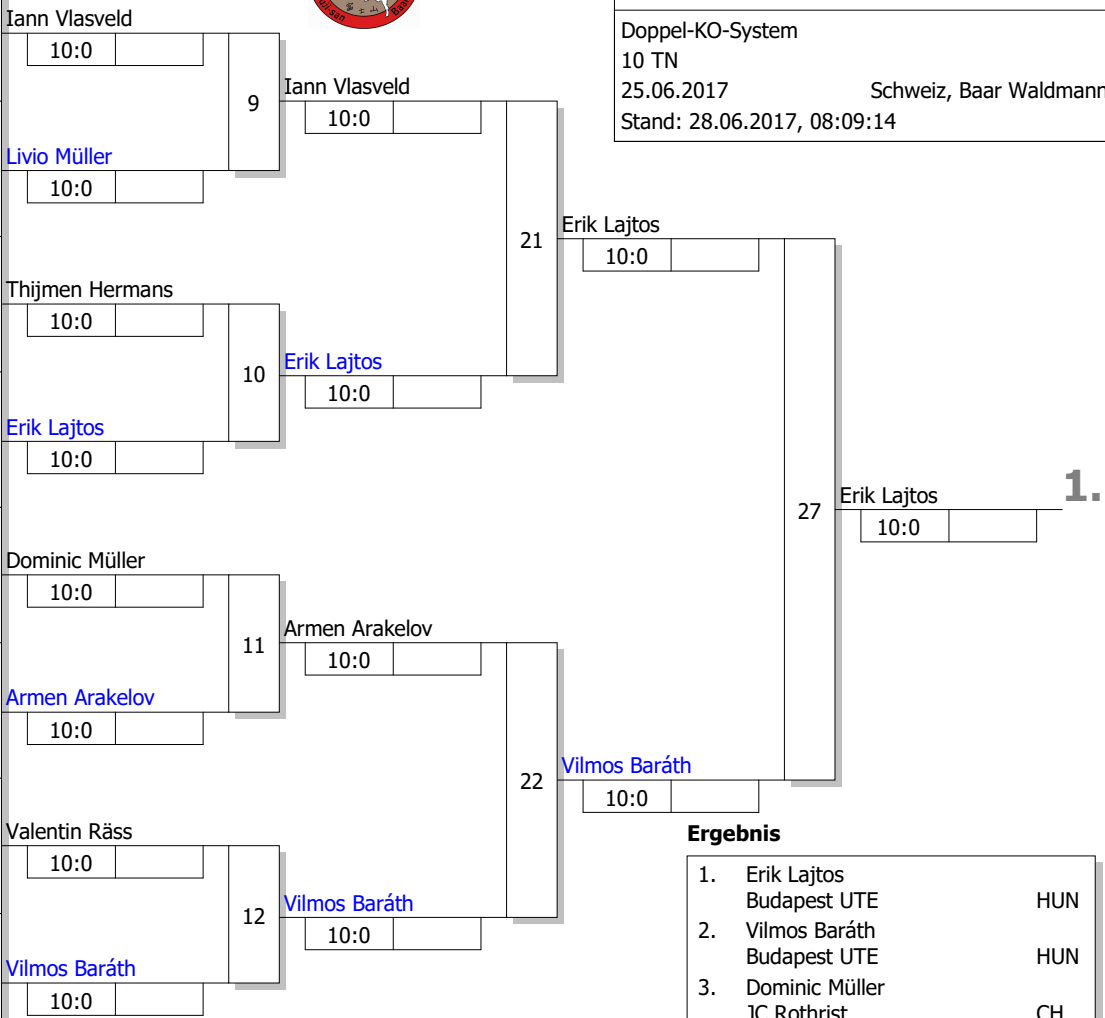 Doppel-KO-System
10 TN
25.06.2017 Schweiz, Baar Waldmann
Stand: 28.06.2017, 08:09:14
Iann Vlasveld
10:0
9
Livio Müller
10:0
Iann Vlasveld
10:0
21
Thijmen Hermans
10:0
10
Erik Lajtos
10:0
Erik Lajtos
10:0
Erik Lajtos
10:0
27
Erik Lajtos
10:0
1.
Dominic Müller
10:0
11
Armen Arakelov
10:0
Armen Arakelov
10:0
22
Valentin Räss
10:0
12
Vilmos Baráth
10:0
Vilmos Baráth
10:0
Vilmos Baráth
10:0
Ergebnis
1. Erik Lajtos
Budapest UTE HUN
2. Vilmos Baráth
Budapest UTE HUN
3. Dominic Müller
JC Rothrist CH